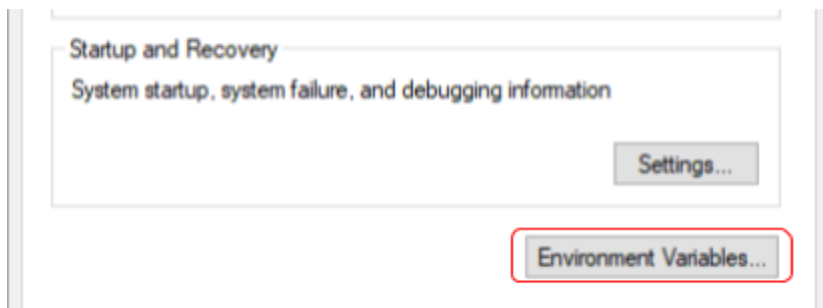 Startup and Recovery
System startup, system failure, and debugging information
Settings...
Environment Variables...